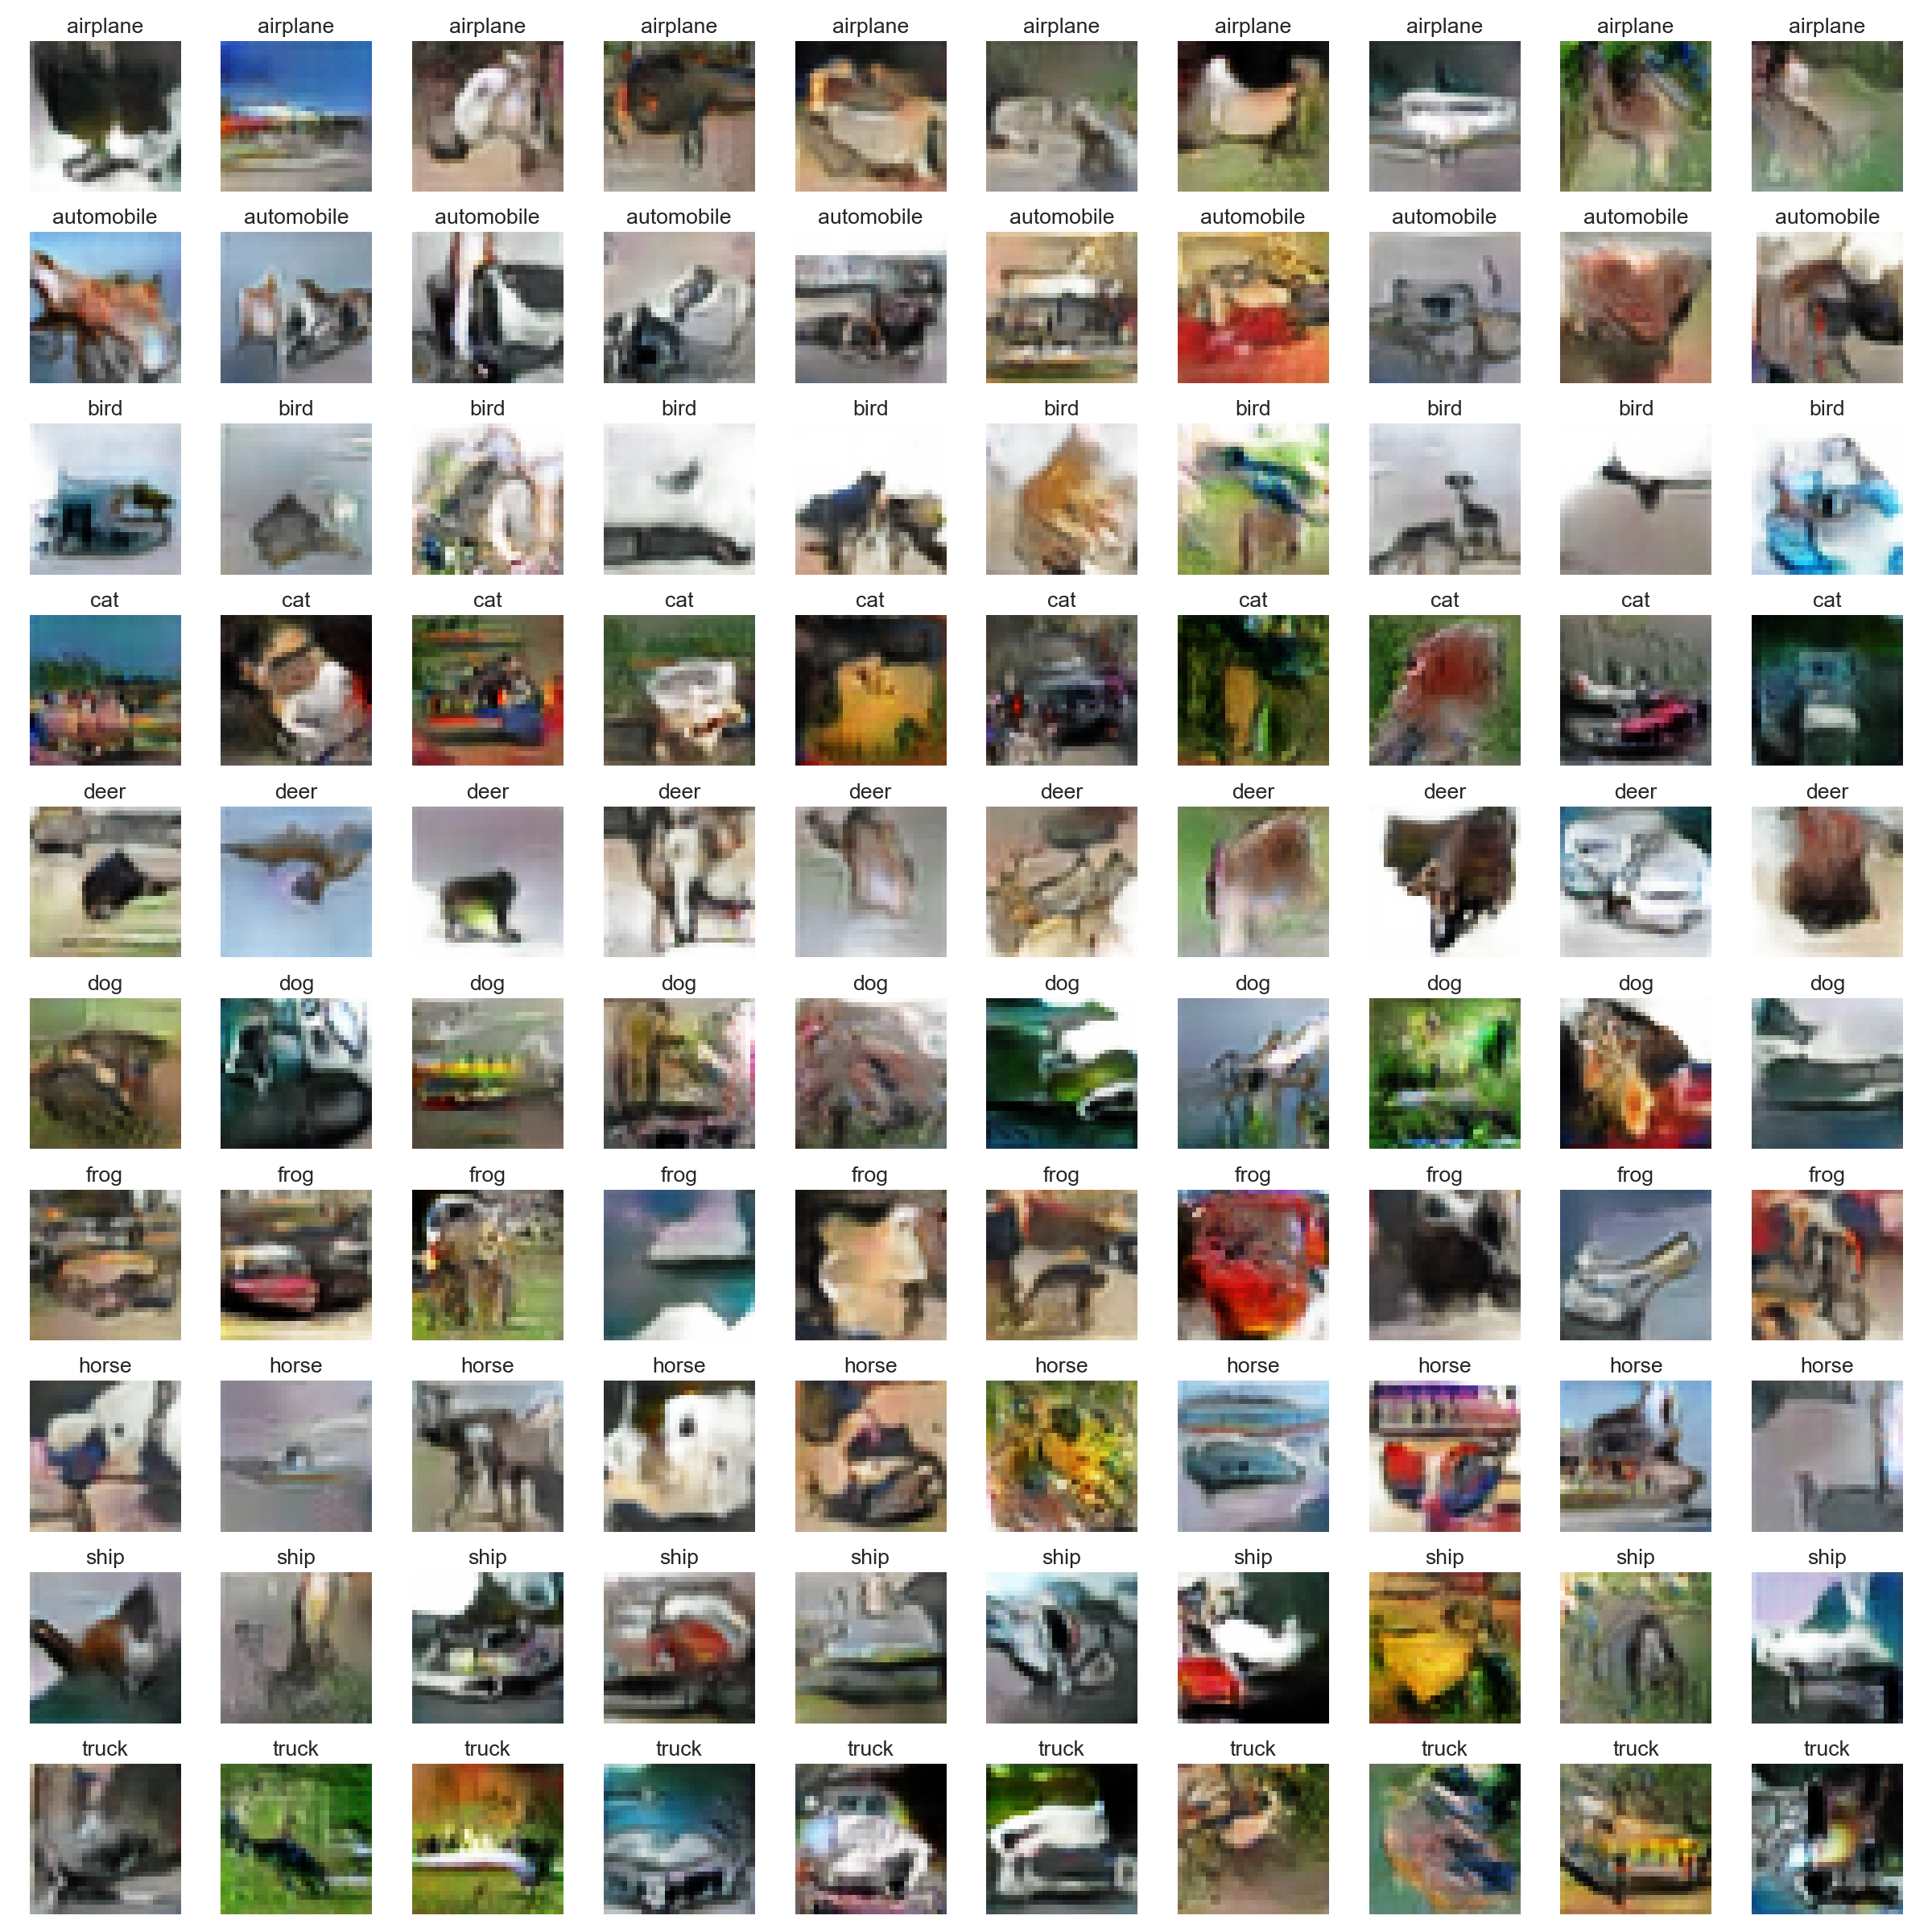 airplane airplane airplane airplane airplane airplane airplane airplane airplane airplane
automobile automobile automobile automobile automobile automobile automobile automobile automobile automobile
bird bird bird bird bird bird bird bird bird bird
cat cat cat cat cat cat cat cat cat cat
deer deer deer deer deer deer deer deer deer deer
dog dog dog dog dog dog dog dog dog dog
frog frog frog frog frog frog frog frog frog frog
horse horse horse horse horse horse horse horse horse horse
ship ship ship ship ship ship ship ship ship ship
truck truck truck truck truck truck truck truck truck truck